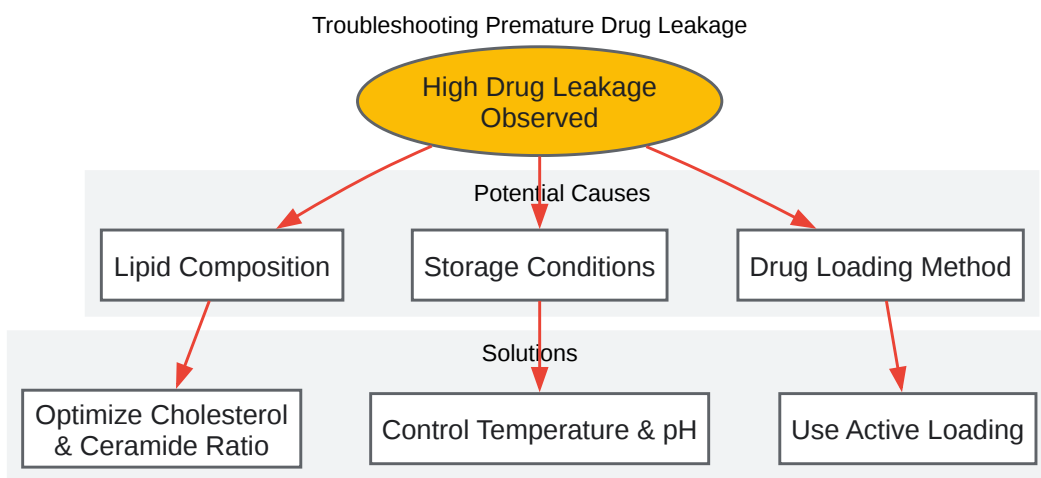 Troubleshooting Premature Drug Leakage
High Drug Leakage
Observed
Potential Causes
Lipid Composition
Storage Conditions
Drug Loading Method
Solutions
Optimize Cholesterol
& Ceramide Ratio
Control Temperature & pH
Use Active Loading